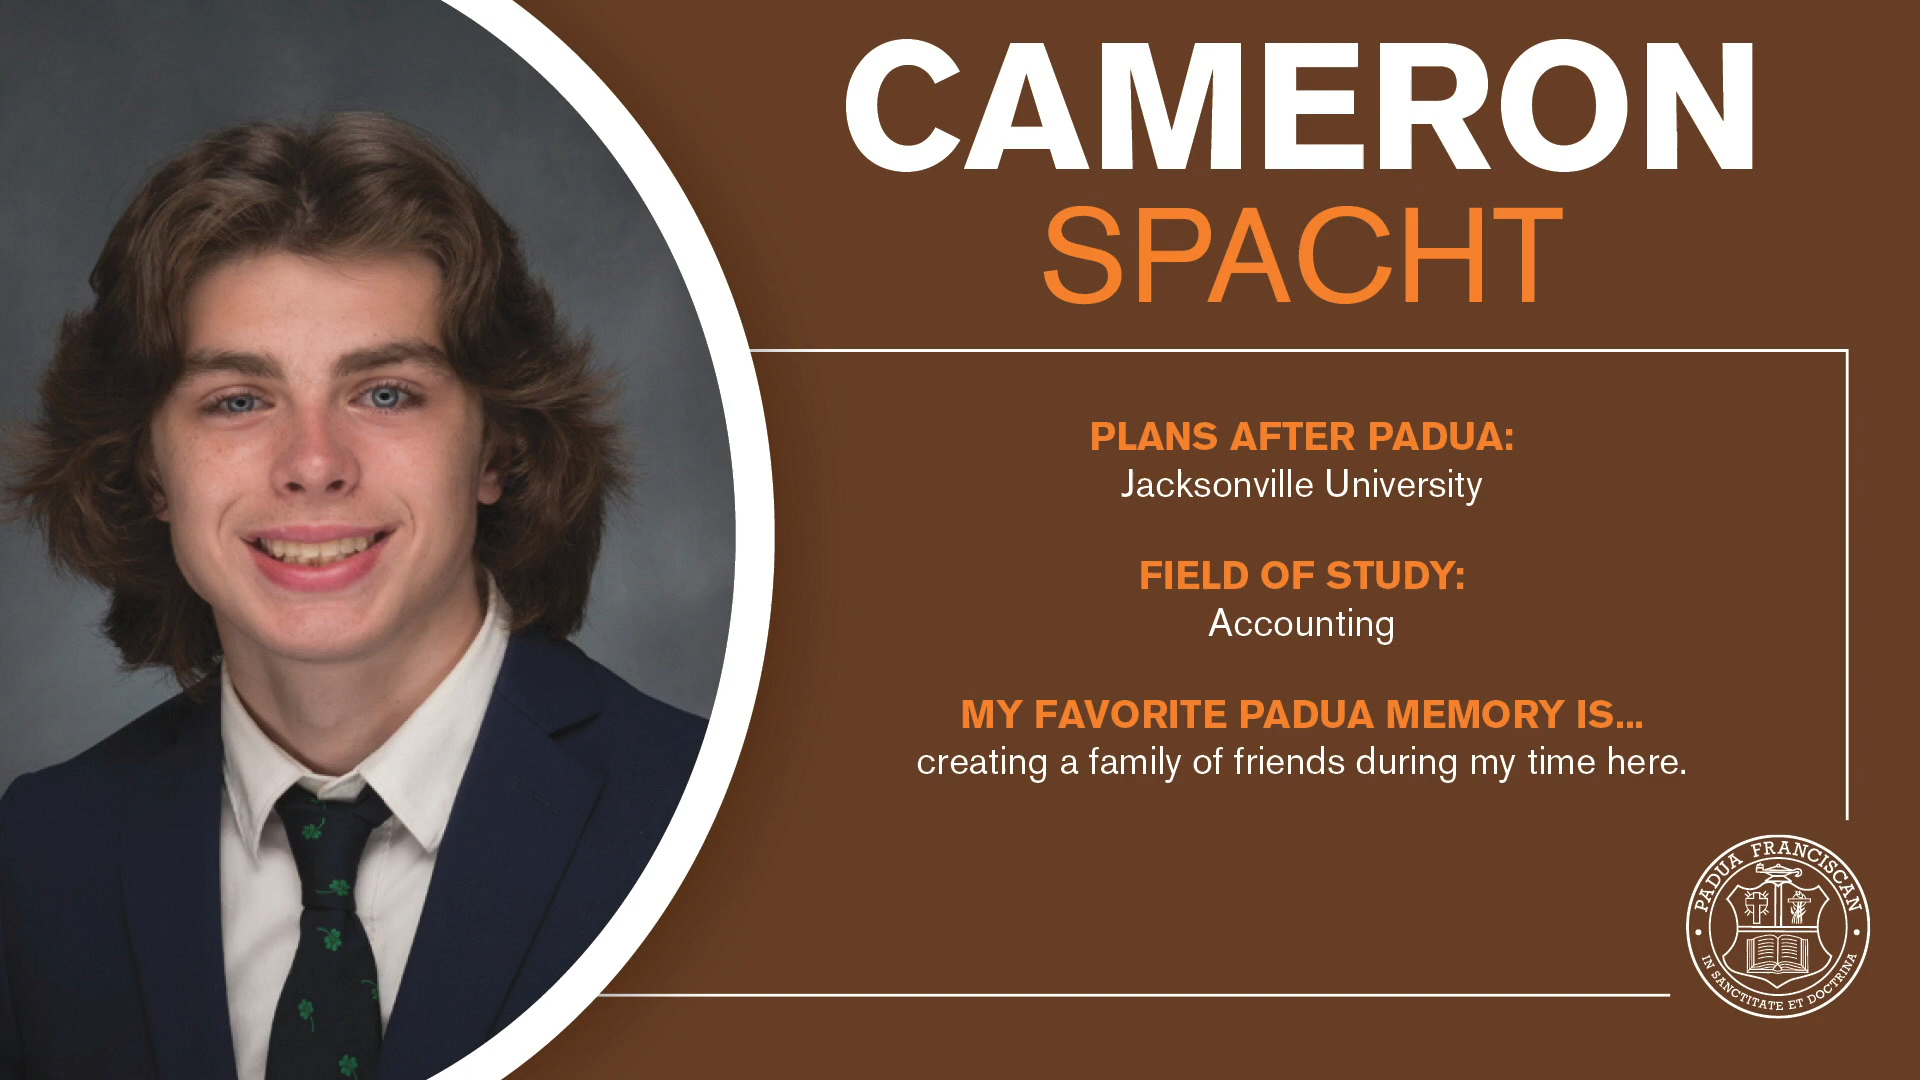 CAMERON
SPACHT
PLANS AFTER PADUA:
Jacksonville University
FIELD OF STUDY:
Accounting
MY FAVORITE PADUA MEMORY IS...
creating a family of friends during my time here.
PADUA FRANCISCAN
IN SANCTITATE ET DOCTRINA